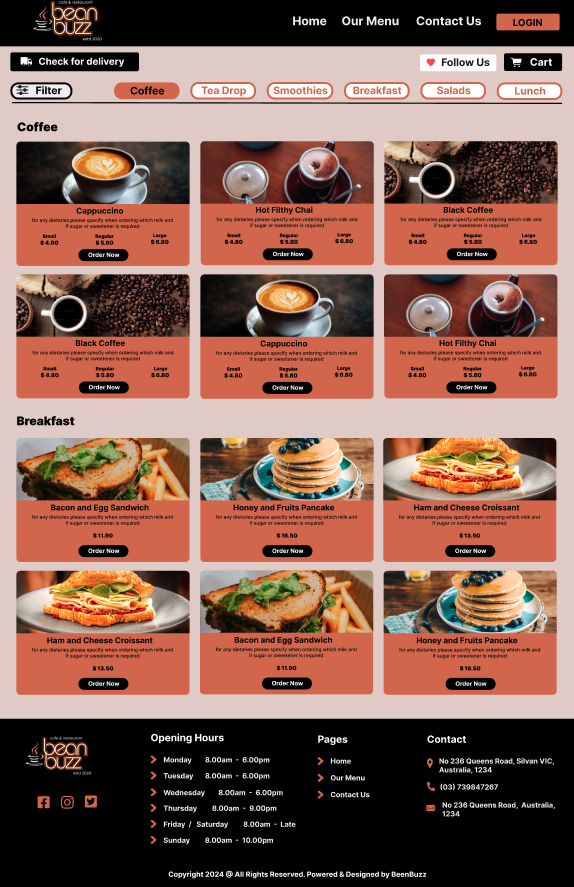 cafe & restaurant
bean
buzz
estd 2020
Home Our Menu Contact Us LOGIN
Check for delivery Follow Us Cart
Filter Coffee Tea Drop Smoothies Breakfast Salads Lunch
Coffee
Cappuccino
for any dietaries please specify when ordering which milk and
if sugar or sweetener is required
Small Regular Large
$ 4.80 $ 5.80 $ 6.80
Order Now
Hot Filthy Chai
for any dietaries please specify when ordering which milk and
if sugar or sweetener is required
Small Regular Large
$ 4.80 $ 5.80 $ 6.80
Order Now
Black Coffee
for any dietaries please specify when ordering which milk and
if sugar or sweetener is required
Small Regular Large
$ 4.80 $ 5.80 $ 6.80
Order Now
Black Coffee
for any dietaries please specify when ordering which milk and
if sugar or sweetener is required
Small Regular Large
$ 4.80 $ 5.80 $ 6.80
Order Now
Cappuccino
for any dietaries please specify when ordering which milk and
if sugar or sweetener is required
Small Regular Large
$ 4.80 $ 5.80 $ 6.80
Order Now
Hot Filthy Chai
for any dietaries please specify when ordering which milk and
if sugar or sweetener is required
Small Regular Large
$ 4.80 $ 5.80 $ 6.80
Order Now
Breakfast
Bacon and Egg Sandwich
for any dietaries please specify when ordering which milk and
if sugar or sweetener is required
$ 11.90
Order Now
Honey and Fruits Pancake
for any dietaries please specify when ordering which milk and
if sugar or sweetener is required
$ 16.50
Order Now
Ham and Cheese Croissant
for any dietaries please specify when ordering which milk and
if sugar or sweetener is required
$ 13.50
Order Now
Ham and Cheese Croissant
for any dietaries please specify when ordering which milk and
if sugar or sweetener is required
$ 13.50
Order Now
Bacon and Egg Sandwich
for any dietaries please specify when ordering which milk and
if sugar or sweetener is required
$ 11.90
Order Now
Honey and Fruits Pancake
for any dietaries please specify when ordering which milk and
if sugar or sweetener is required
$ 16.50
Order Now
cafe & restaurant
bean
buzz
estd 2020
Opening Hours
Monday 8.00am - 6.00pm
Tuesday 8.00am - 6.00pm
Wednesday 8.00am - 6.00pm
Thursday 8.00am - 9.00pm
Friday / Saturday 8.00am - Late
Sunday 8.00am - 10.00pm
Pages
Home
Our Menu
Contact Us
Contact
No 236 Queens Road, Silvan VIC,
Australia, 1234
(03) 739847267
No 236 Queens Road, Australia,
1234
Copyright 2024 @ All Rights Reserved. Powered & Designed by BeenBuzz